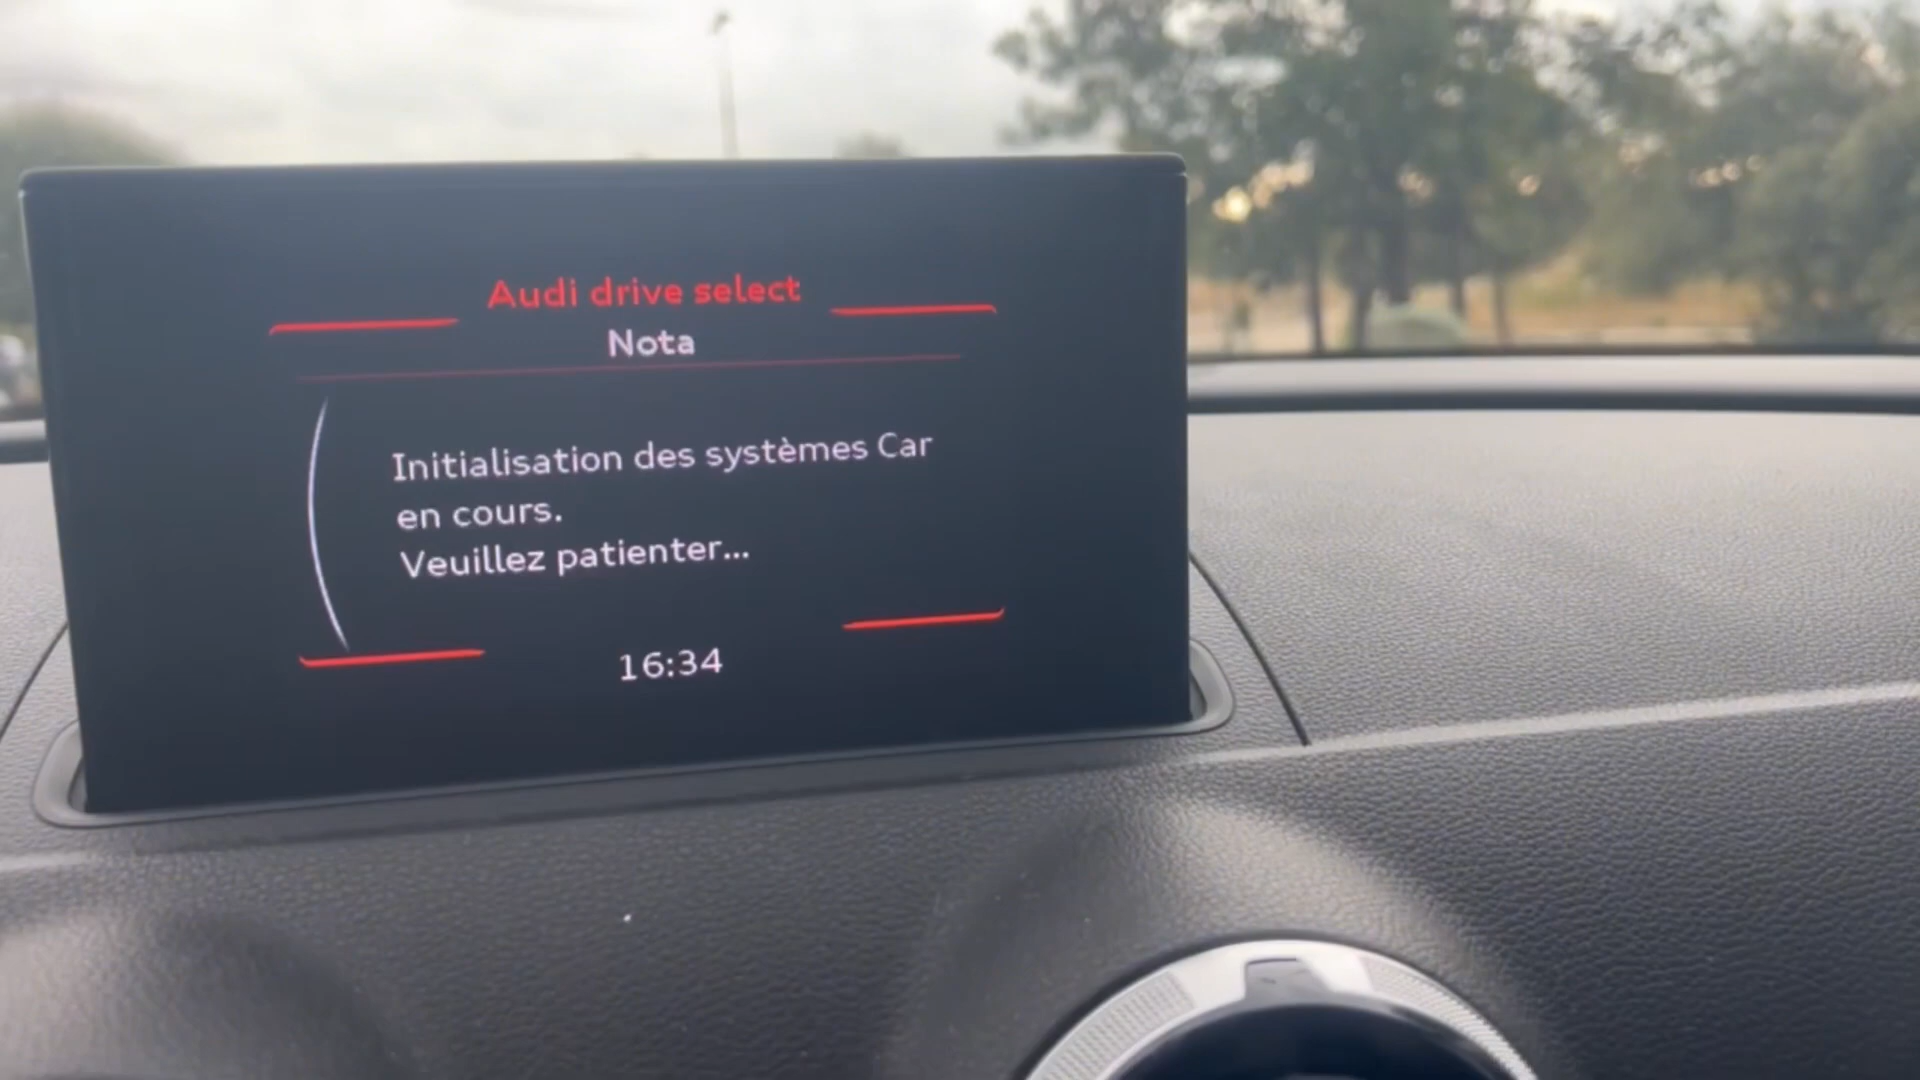 Audi drive select
Nota
Initialisation des systèmes Car
en cours.
Veuillez patienter...
16:34